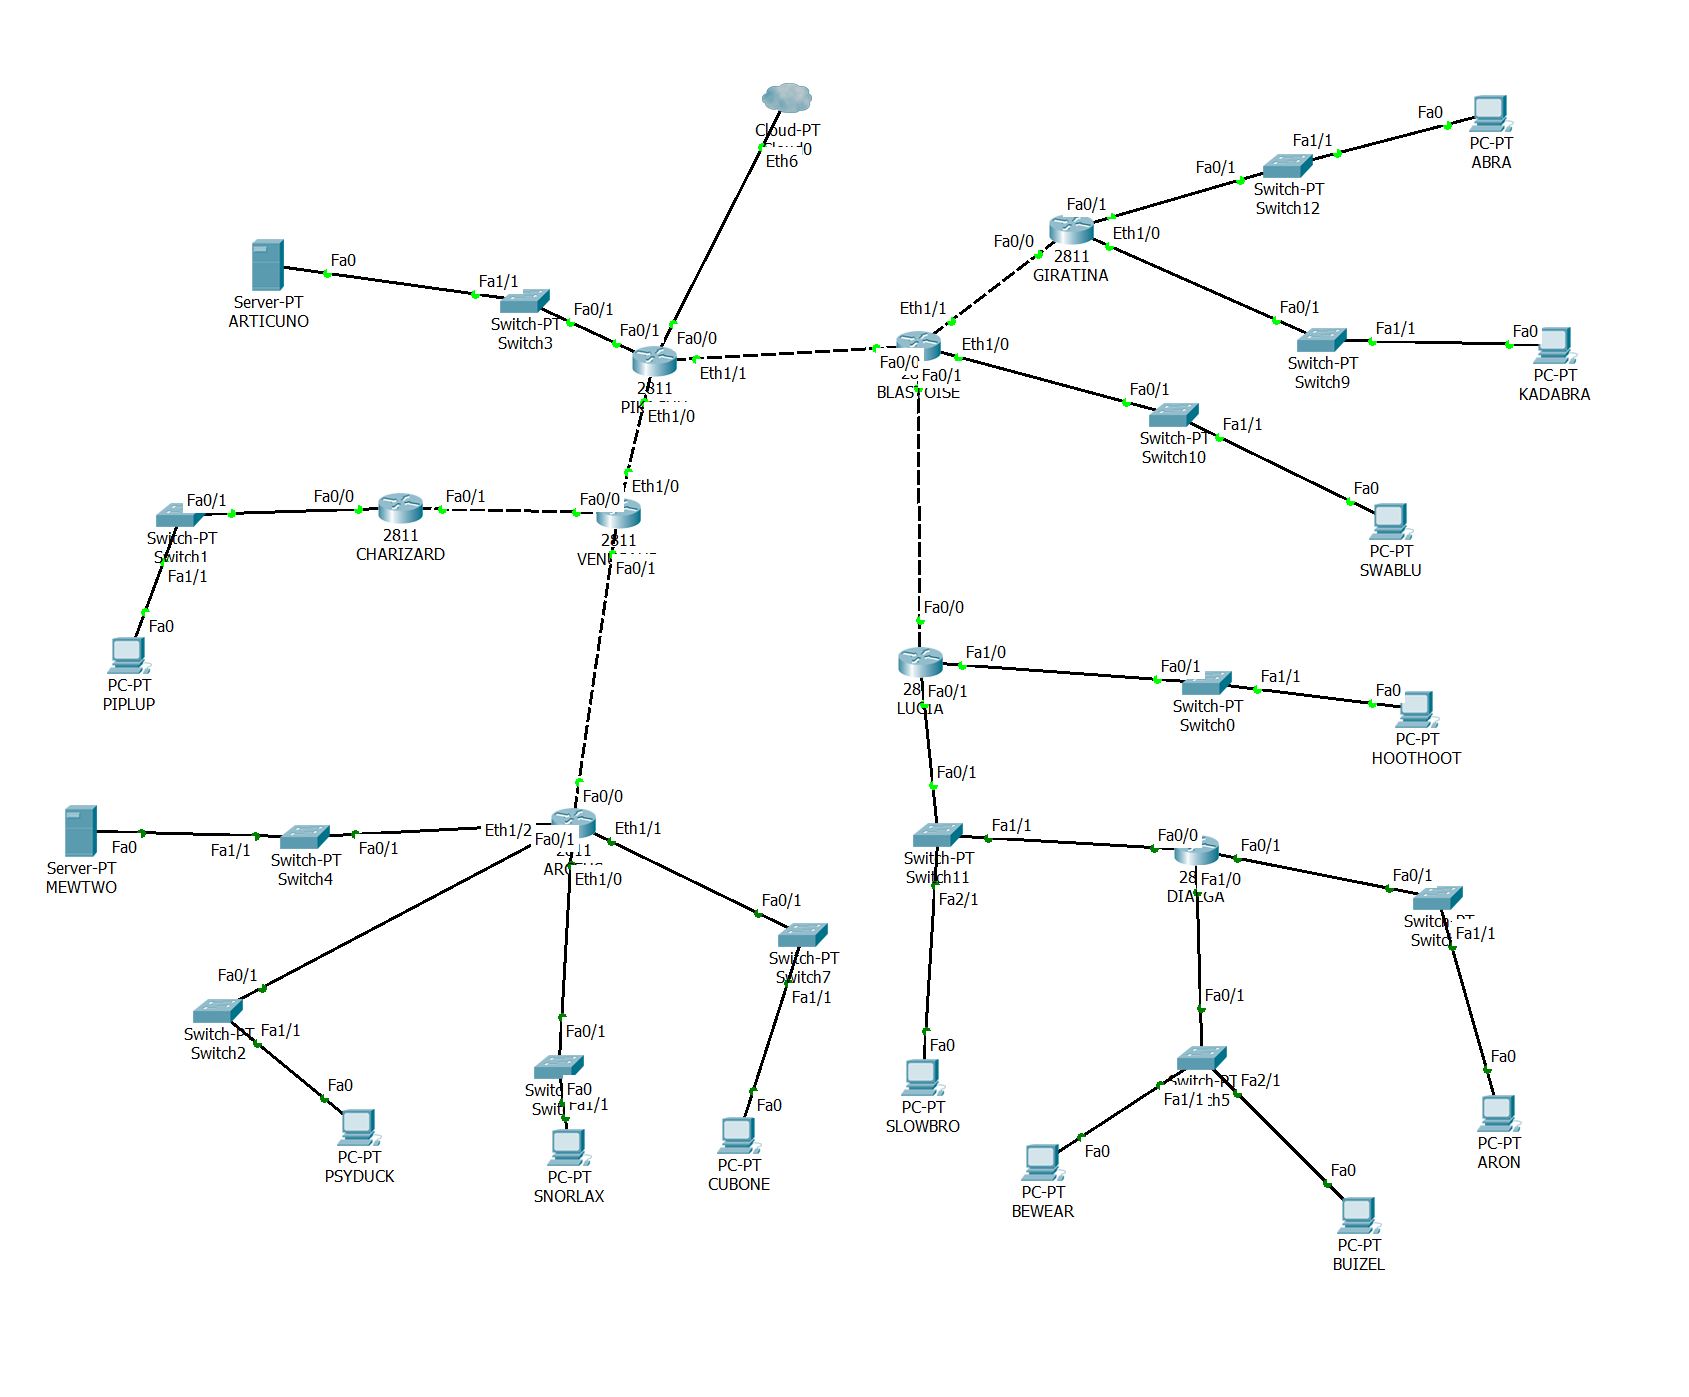 Cloud-PT
Eth6
Fa0
PC-PT
ABRA
Fa1/1
Fa0/1
Switch-PT
Switch12
Fa0/1
Eth1/0
Fa0/0
2811
GIRATINA
Fa0
Server-PT
ARTICUNO
Fa1/1
Fa0/1
Switch-PT
Switch3
Fa0/1
Fa0/0
2811
Eth1/1
Eth1/0
Eth1/1
Eth1/0
Fa0/0
Fa0/1
BLASTOISE
Fa0/1
Fa1/1
Switch-PT
Switch9
Fa0
PC-PT
KADABRA
Fa0/1
Fa1/1
Switch-PT
Switch10
Fa0
PC-PT
SWABLU
Eth1/0
Fa0/0
2811
Fa0/1
Fa0/1
Fa0/0
2811
CHARIZARD
Fa0/1
Switch-PT
Switch1
Fa1/1
Fa0
PC-PT
PIPLUP
Fa0/0
Fa1/0
Fa0/1
LUGIA
Fa0/1
Fa1/1
Switch-PT
Switch0
Fa0
PC-PT
HOOTHOOT
Fa0/1
Fa1/1
Switch-PT
Switch11
Fa2/1
Fa0/0
Fa0/1
Fa1/0
DIALGA
Fa0/1
Fa1/1
Fa0
PC-PT
ARON
Fa0/0
Eth1/2
Fa0/1
Eth1/1
Eth1/0
Fa0
Server-PT
MEWTWO
Fa1/1
Fa0/1
Switch-PT
Switch4
Fa0/1
Fa1/1
Switch-PT
Switch2
Fa0
PC-PT
PSYDUCK
Fa0/1
Fa0
Fa1/1
PC-PT
SNORLAX
Fa0/1
Switch-PT
Switch7
Fa1/1
Fa0
PC-PT
CUBONE
Fa0
PC-PT
SLOWBRO
Fa0/1
Switch-PT
Fa2/1
Fa1/1
Fa0
PC-PT
BEWEAR
Fa0
PC-PT
BUIZEL